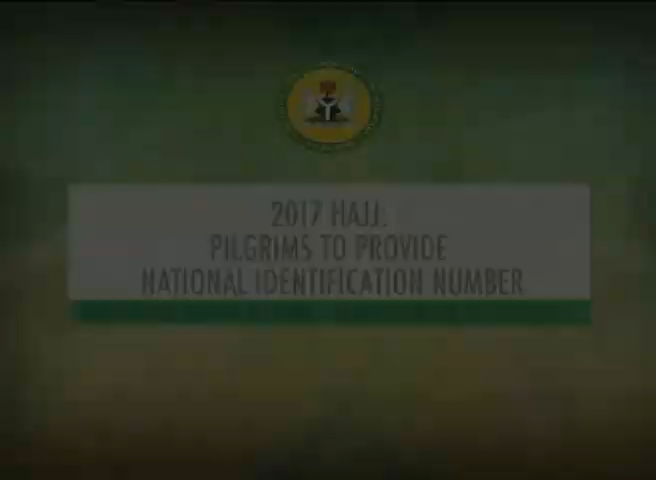 2017 HAJJ:
PILGRIMS TO PROVIDE
NATIONAL IDENTIFICATION NUMBER